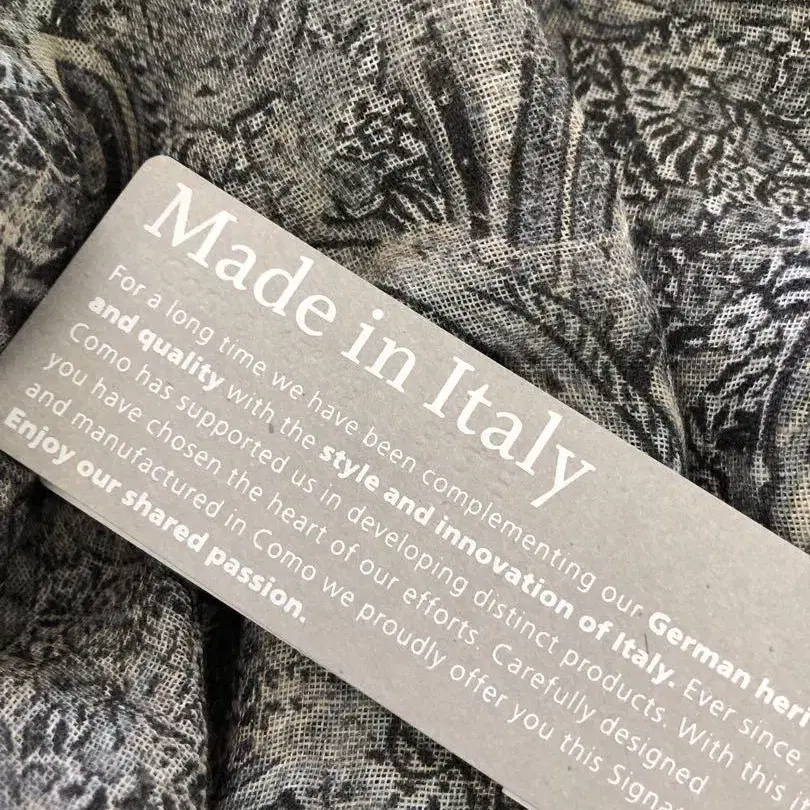 Made in Italy
For a long time we have been complementing our German
and quality with the style and innovation of Italy. Ever since
Como has supported us in developing distinct products. With this
you have chosen the heart of our efforts. Carefully designed
and manufactured in Como we proudly offer you this
Enjoy our shared passion.